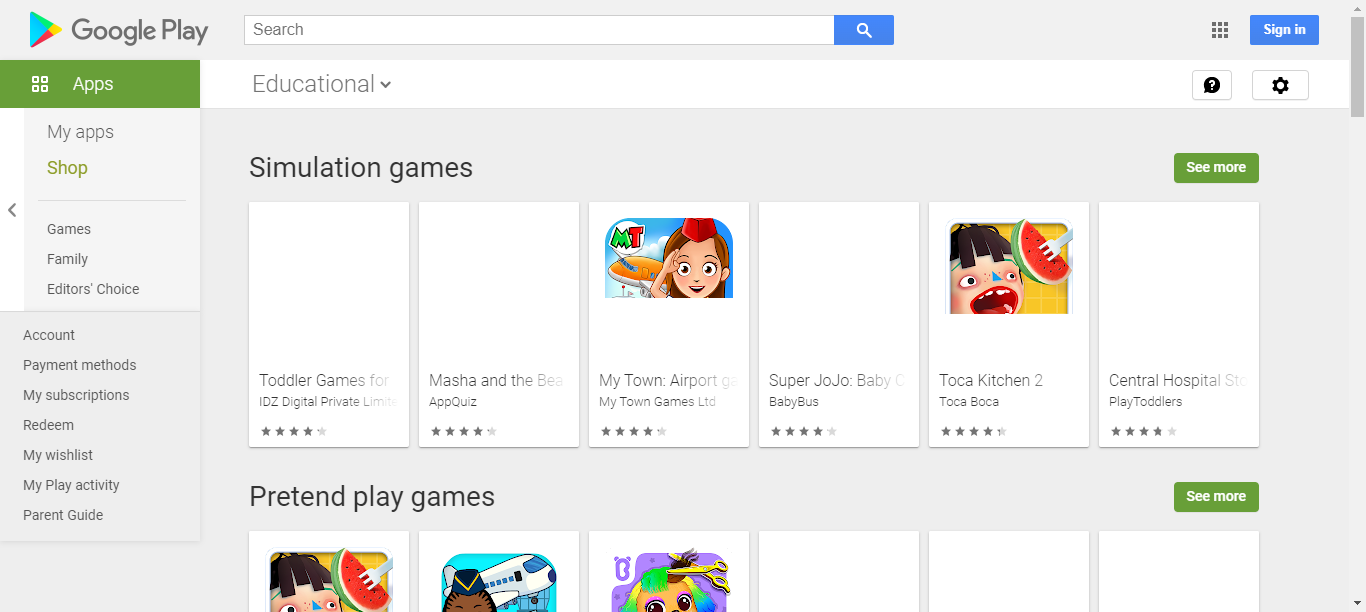 Google Play
Search
Sign in
Apps
Educational
My apps
Shop
Games
Family
Editors' Choice
Account
Payment methods
My subscriptions
Redeem
My wishlist
My Play activity
Parent Guide
Simulation games
See more
Toddler Games for
IDZ Digital Private Limite
Masha and the Bea
AppQuiz
MT
My Town: Airport ga
My Town Games Ltd
Super JoJo: Baby C
BabyBus
Toca Kitchen 2
Toca Boca
Central Hospital Sto
PlayToddlers
Pretend play games
See more